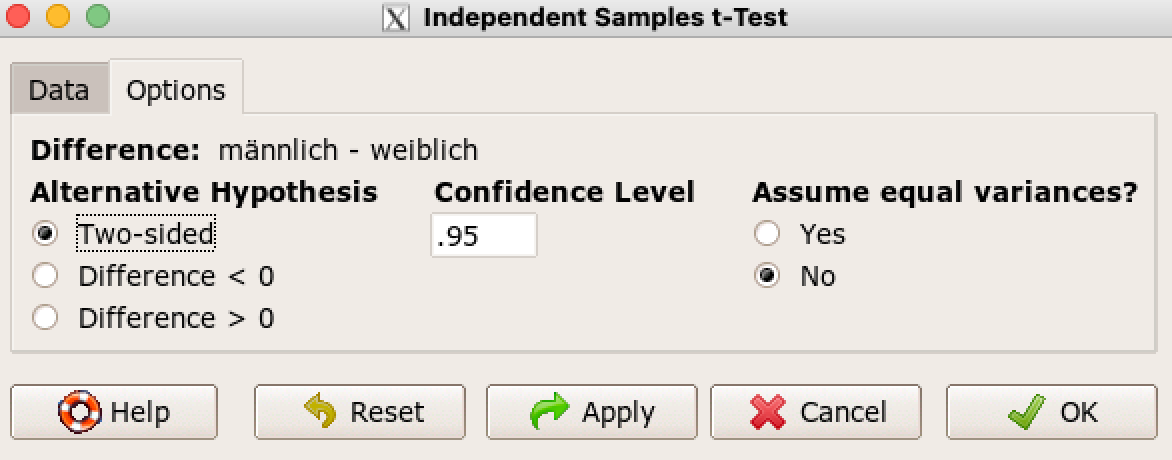 Independent Samples t-Test
Data Options
Difference: männlich - weiblich
Alternative Hypothesis Confidence Level Assume equal variances?
Two-sided .95 Yes
Difference < 0 No
Difference > 0
Help Reset Apply Cancel OK